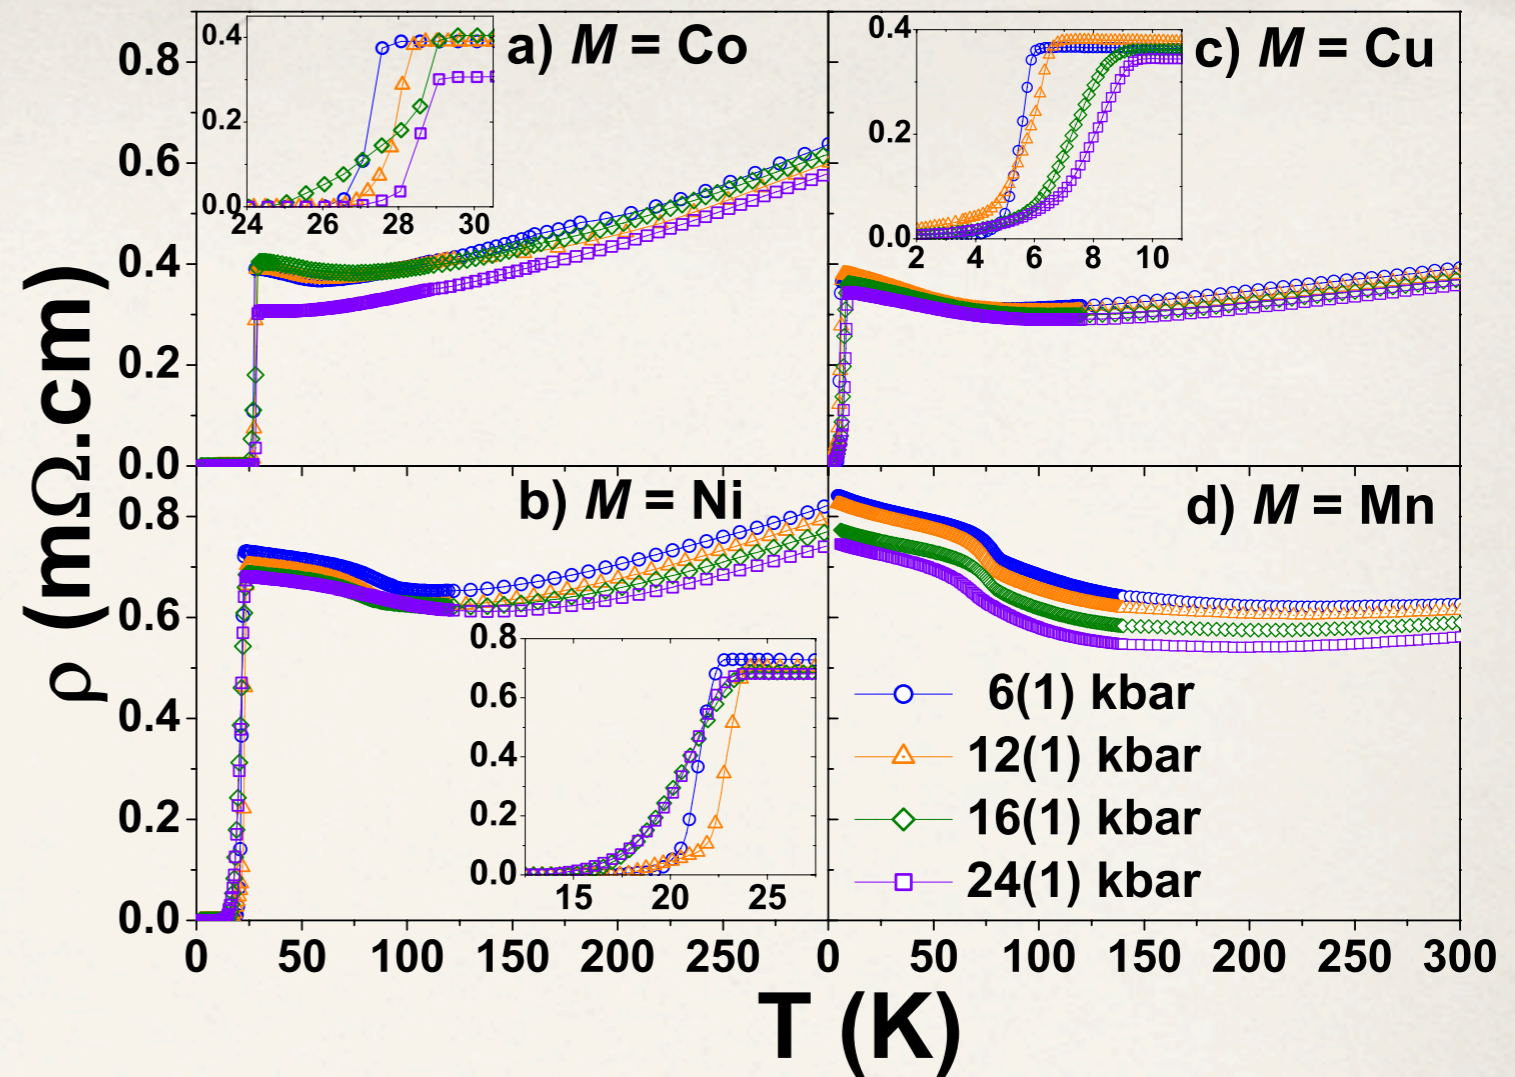 ρ (mΩ.cm)
a) M = Co
0.8
0.6
0.4
0.2
0.0
0.4
0.2
0.0
24 26 28 30
c) M = Cu
0.4
0.2
0.0
2 4 6 8 10
b) M = Ni
0.8
0.6
0.4
0.2
0.0
0.8
0.6
0.4
0.2
0.0
15 20 25
d) M = Mn
6(1) kbar
12(1) kbar
16(1) kbar
24(1) kbar
0 50 100 150 200 250 0 50 100 150 200 250 300
T (K)